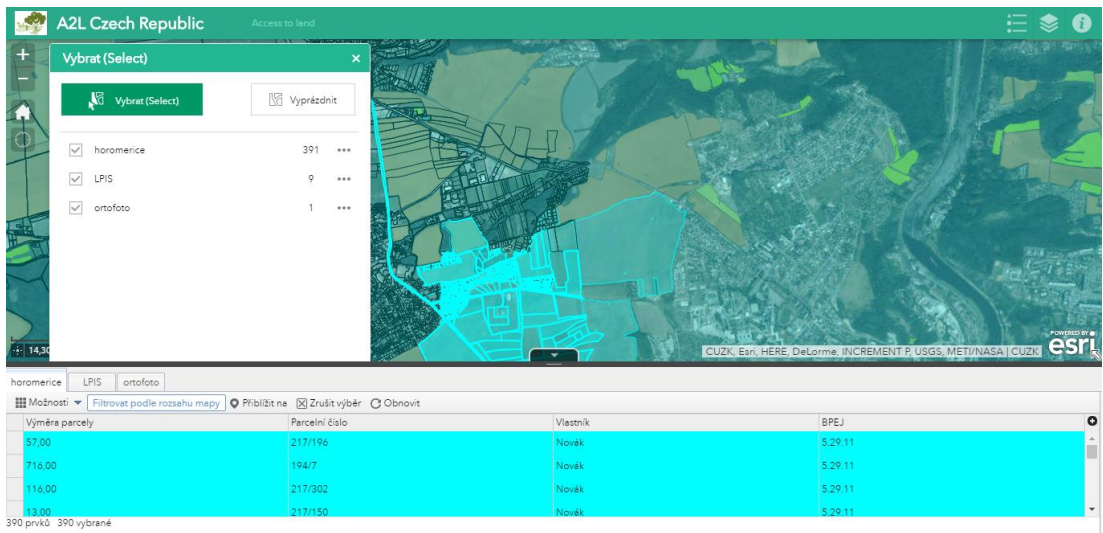 A2L Czech Republic Access to land
Vybrat (Select)
Vybrat (Select) Vyprázdnit
horomerice 391
LPIS 9
ortofoto 1
14,30
CUZK, Esri, HERE, DeLorme, INCREMENT P, USGS, METI/NASA | CUZK
POWERED BY
esri
horomerice LPIS ortofoto
Možnosti Filtrovat podle rozsahu mapy Přiblížit na Zrušit výběr Obnovit
Výměra parcely Parcelní číslo Vlastník BPEJ
57,00 217/196 Novák 5.29.11
716,00 194/7 Novák 5.29.11
116,00 217/302 Novák 5.29.11
13,00 217/150 Novák 5.29.11
390 prvků 390 vybrané